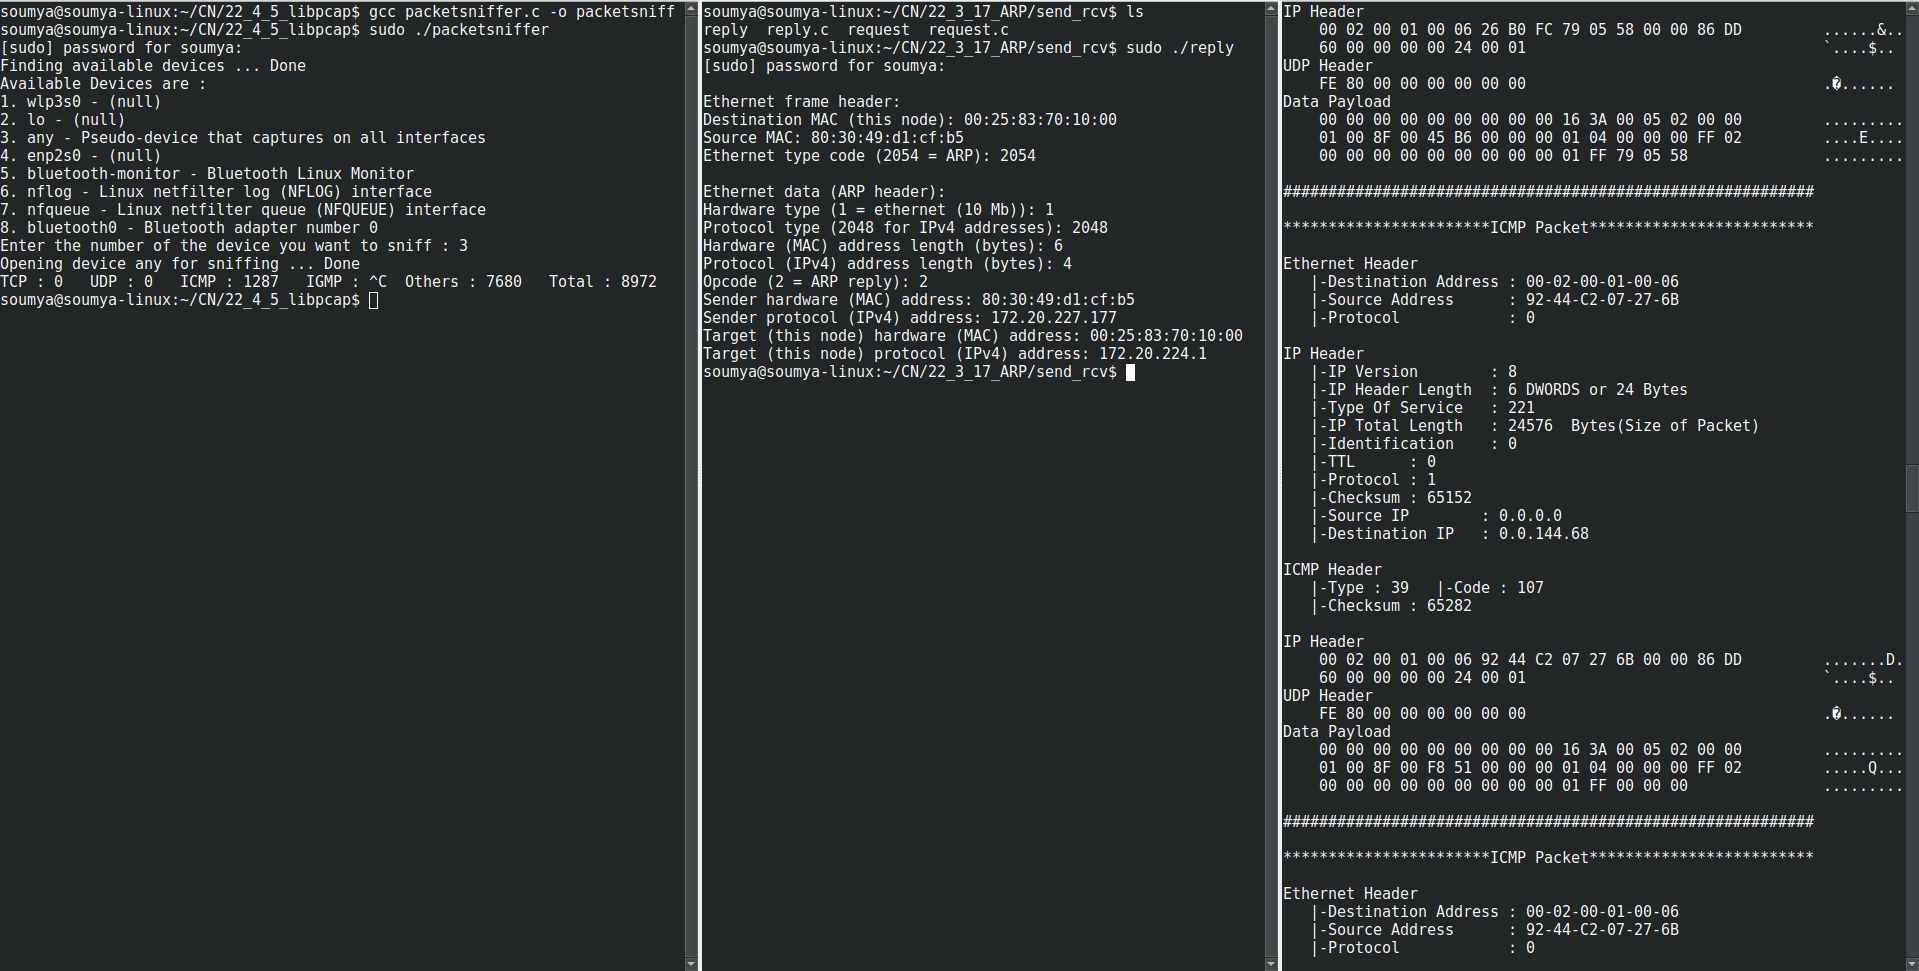 soumya@soumya-linux:~/CN/22_4_5_libpcap$ gcc packetsniffer.c -o packetsniff
soumya@soumya-linux:~/CN/22_4_5_libpcap$ sudo ./packetsniffer
[sudo] password for soumya:
Finding available devices ... Done
Available Devices are :
1. wlp3s0 - (null)
2. lo - (null)
3. any - Pseudo-device that captures on all interfaces
4. enp2s0 - (null)
5. bluetooth-monitor - Bluetooth Linux Monitor
6. nflog - Linux netfilter log (NFLOG) interface
7. nfqueue - Linux netfilter queue (NFQUEUE) interface
8. bluetooth0 - Bluetooth adapter number 0
Enter the number of the device you want to sniff : 3
Opening device any for sniffing ... Done
TCP : 0   UDP : 0   ICMP : 1287   IGMP : ^C  Others : 7680   Total : 8972
soumya@soumya-linux:~/CN/22_4_5_libpcap$
soumya@soumya-linux:~/CN/22_3_17_ARP/send_rcv$ ls
reply  reply.c  request  request.c
soumya@soumya-linux:~/CN/22_3_17_ARP/send_rcv$ sudo ./reply
[sudo] password for soumya:
Ethernet frame header:
Destination MAC (this node): 00:25:83:70:10:00
Source MAC: 80:30:49:d1:cf:b5
Ethernet type code (2054 = ARP): 2054
Ethernet data (ARP header):
Hardware type (1 = ethernet (10 Mb)): 1
Protocol type (2048 for IPv4 addresses): 2048
Hardware (MAC) address length (bytes): 6
Protocol (IPv4) address length (bytes): 4
Opcode (2 = ARP reply): 2
Sender hardware (MAC) address: 80:30:49:d1:cf:b5
Sender protocol (IPv4) address: 172.20.227.177
Target (this node) hardware (MAC) address: 00:25:83:70:10:00
Target (this node) protocol (IPv4) address: 172.20.224.1
soumya@soumya-linux:~/CN/22_3_17_ARP/send_rcv$
IP Header
00 02 00 01 00 06 26 B0 FC 79 05 58 00 00 86 DD         ......&..
60 00 00 00 00 24 00 01         `....$..
UDP Header
FE 80 00 00 00 00 00 00         .�......
Data Payload
00 00 00 00 00 00 00 00 00 16 3A 00 05 02 00 00         .........
01 00 8F 00 45 B6 00 00 00 01 04 00 00 00 FF 02         ....E....
00 00 00 00 00 00 00 00 00 01 FF 79 05 58         .........
###########################################################
***********************ICMP Packet*************************
Ethernet Header
|-Destination Address : 00-02-00-01-00-06
|-Source Address      : 92-44-C2-07-27-6B
|-Protocol            : 0
IP Header
|-IP Version        : 8
|-IP Header Length  : 6 DWORDS or 24 Bytes
|-Type Of Service   : 221
|-IP Total Length   : 24576  Bytes(Size of Packet)
|-Identification    : 0
|-TTL      : 0
|-Protocol : 1
|-Checksum : 65152
|-Source IP        : 0.0.0.0
|-Destination IP   : 0.0.144.68
ICMP Header
|-Type : 39   |-Code : 107
|-Checksum : 65282
IP Header
00 02 00 01 00 06 92 44 C2 07 27 6B 00 00 86 DD         .......D.
60 00 00 00 00 24 00 01         `....$..
UDP Header
FE 80 00 00 00 00 00 00         .�......
Data Payload
00 00 00 00 00 00 00 00 00 16 3A 00 05 02 00 00         .........
01 00 8F 00 F8 51 00 00 00 01 04 00 00 00 FF 02         .....Q...
00 00 00 00 00 00 00 00 00 01 FF 00 00 00         .........
###########################################################
***********************ICMP Packet*************************
Ethernet Header
|-Destination Address : 00-02-00-01-00-06
|-Source Address      : 92-44-C2-07-27-6B
|-Protocol            : 0